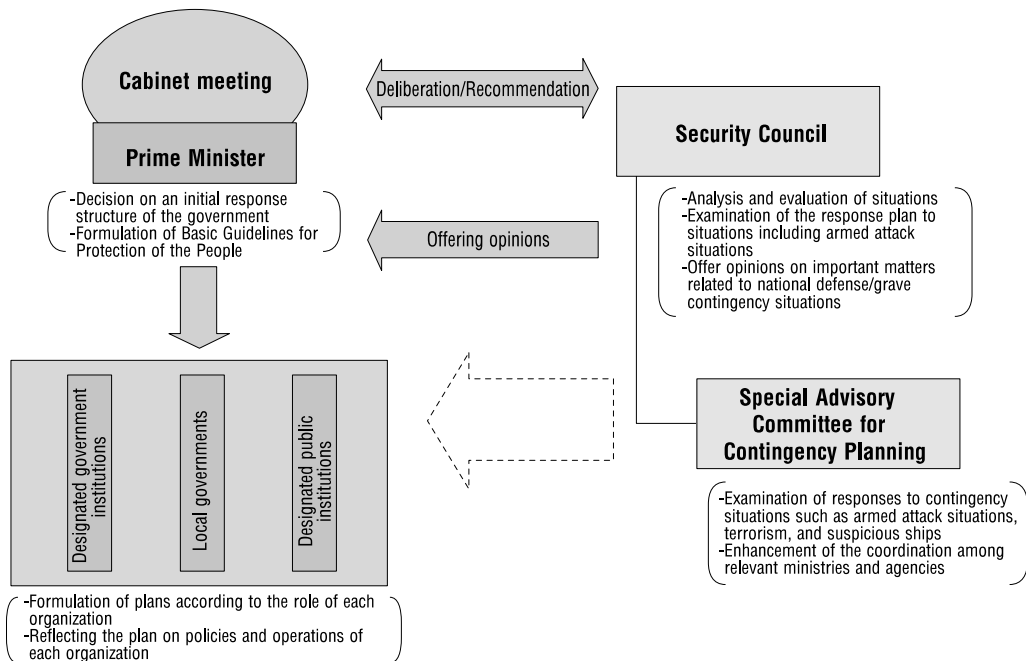 Cabinet meeting
Prime Minister
-Decision on an initial response
structure of the government
-Formulation of Basic Guidelines for
Protection of the People
Deliberation/Recommendation
Offering opinions
Security Council
-Analysis and evaluation of situations
-Examination of the response plan to
situations including armed attack
situations
-Offer opinions on important matters
related to national defense/grave
contingency situations
Designated government
institutions
Local governments
Designated public
institutions
-Formulation of plans according to the role of each
organization
-Reflecting the plan on policies and operations of
each organization
Special Advisory
Committee for
Contingency Planning
-Examination of responses to contingency
situations such as armed attack situations,
terrorism, and suspicious ships
-Enhancement of the coordination among
relevant ministries and agencies